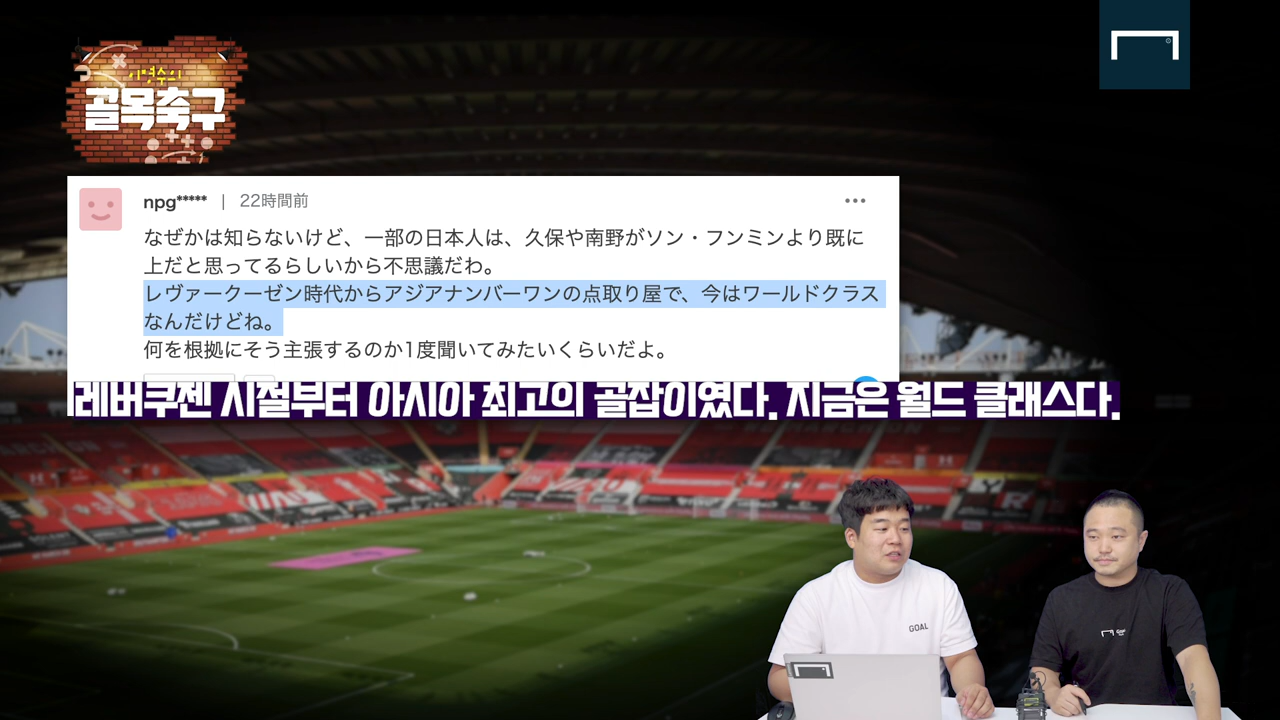 서명수의
골목축구
npg***** | 22時間前
なぜかは知らないけど、一部の日本人は、久保や南野がソン・フンミンより既に
上だと思ってるらしいから不思議だわ。
レヴァークーゼン時代からアジアナンバーワンの点取り屋で、今はワールドクラス
なんだけどね。
何を根拠にそう主張するのか1度聞いてみたいくらいだよ。
레버쿠젠 시절부터 아시아 최고의 골잡이였다. 지금은 월드 클래스다.
GOAL